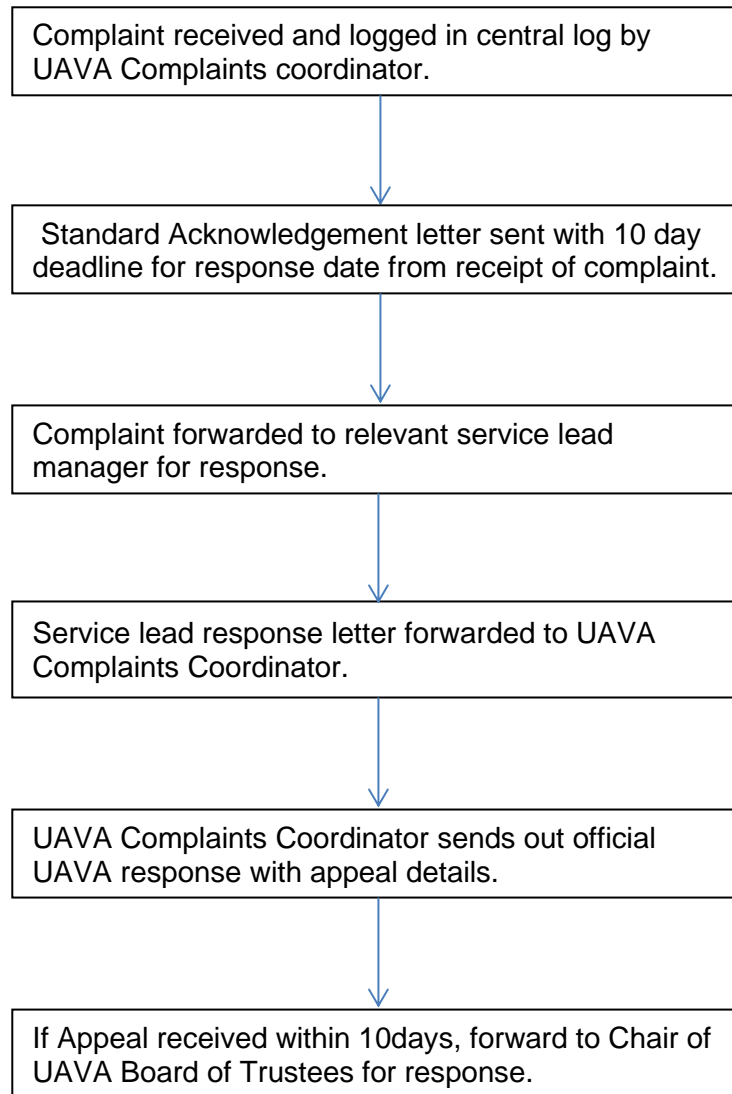 Complaint received and logged in central log by
UAVA Complaints coordinator.
Standard Acknowledgement letter sent with 10 day
deadline for response date from receipt of complaint.
Complaint forwarded to relevant service lead
manager for response.
Service lead response letter forwarded to UAVA
Complaints Coordinator.
UAVA Complaints Coordinator sends out official
UAVA response with appeal details.
If Appeal received within 10days, forward to Chair of
UAVA Board of Trustees for response.